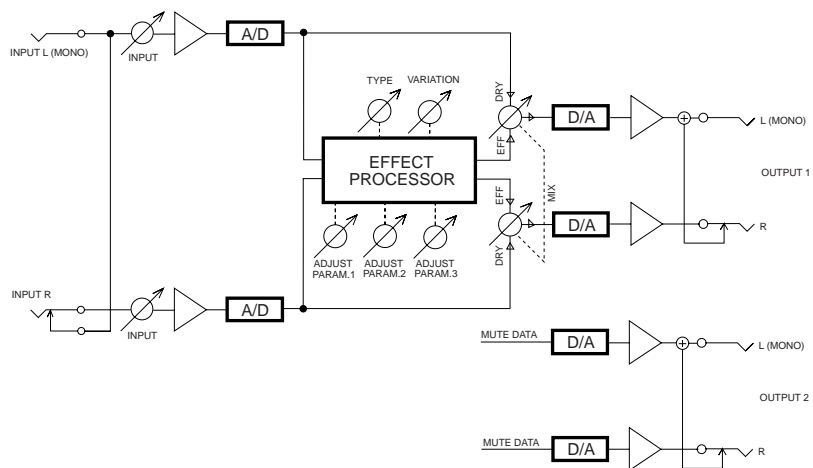 INPUT L (MONO)
INPUT
A/D
TYPE
VARIATION
DRY
EFF
D/A
L (MONO)
EFFECT
PROCESSOR
OUTPUT 1
MIX
EFF
DRY
D/A
R
ADJUST
PARAM.1
ADJUST
PARAM.2
ADJUST
PARAM.3
INPUT R
INPUT
A/D
MUTE DATA
D/A
L (MONO)
OUTPUT 2
MUTE DATA
D/A
R